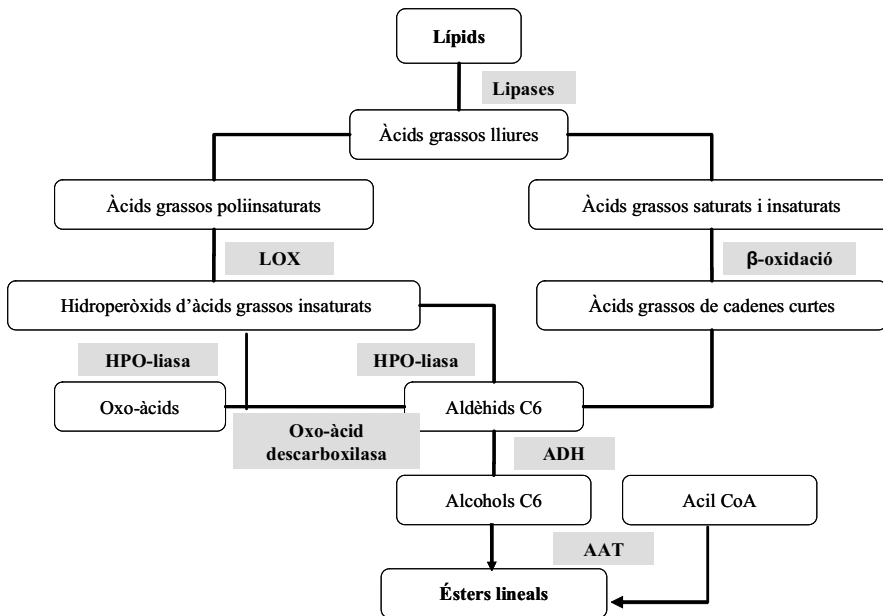 Lípids
Lipases
Àcids grassos lliures
Àcids grassos poliinsaturats
Àcids grassos saturats i insaturats
LOX
β-oxidació
Hidroperòxids d'àcids grassos insaturats
Àcids grassos de cadenes curtes
HPO-liasa
HPO-liasa
Oxo-àcids
Aldèhids C6
Oxo-àcid
descarboxilasa
ADH
Alcohols C6
Acil CoA
AAT
Ésters lineals